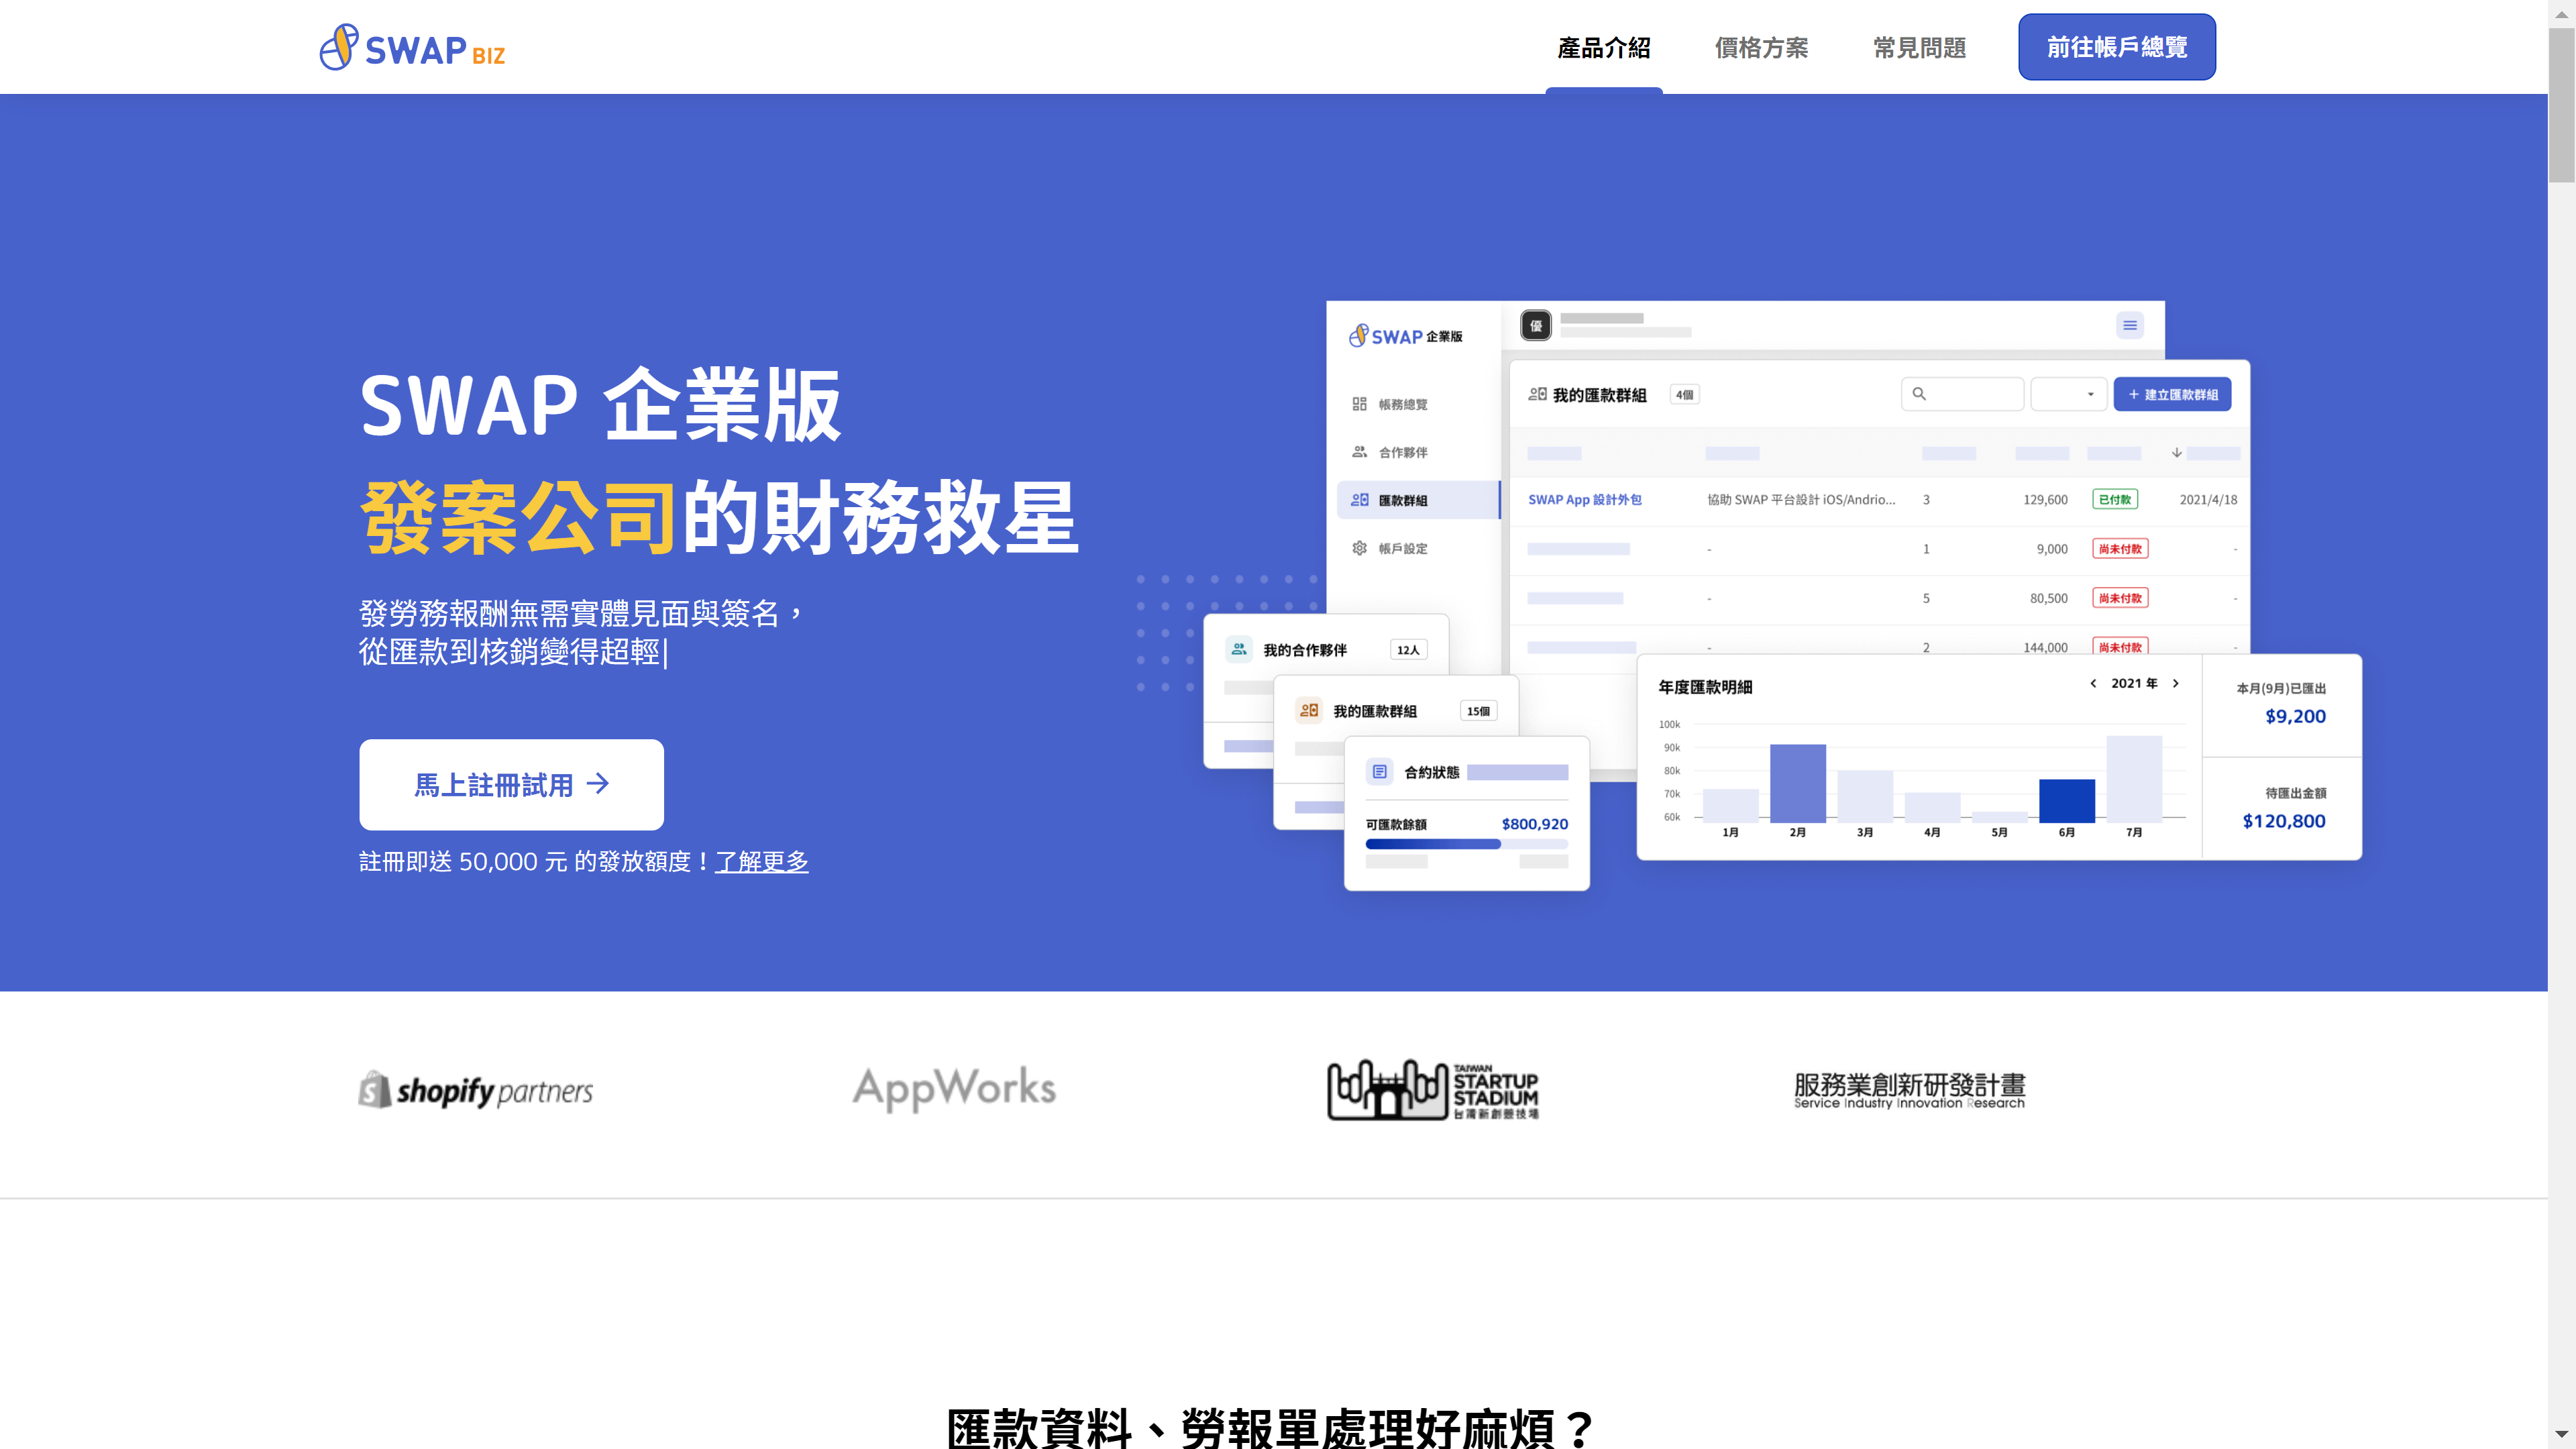 SWAP BIZ
產品介紹
價格方案
常見問題
前往帳戶總覽
SWAP 企業版
發案公司的財務救星
發勞務報酬無需實體見面與簽名，
從匯款到核銷變得超輕|
馬上註冊試用 →
註冊即送 50,000 元 的發放額度！了解更多
SWAP 企業版
優
帳務總覽
合作夥伴
匯款群組
帳戶設定
我的匯款群組 4個
+ 建立匯款群組
SWAP App 設計外包 協助 SWAP 平台設計 iOS/Andrio... 3 129,600 已付款 2021/4/18
- 1 9,000 尚未付款 -
- 5 80,500 尚未付款 -
- 2 144,000 尚未付款 -
我的合作夥伴 12人
我的匯款群組 15個
合約狀態
可匯款餘額 $800,920
年度匯款明細
2021 年
100k
90k
80k
70k
60k
1月 2月 3月 4月 5月 6月 7月
本月(9月)已匯出
$9,200
待匯出金額
$120,800
shopify partners
AppWorks
TAIWAN
STARTUP
STADIUM
台灣新創競技場
服務業創新研發計畫
Service Industry Innovation Research
匯款資料、勞報單處理好麻煩？